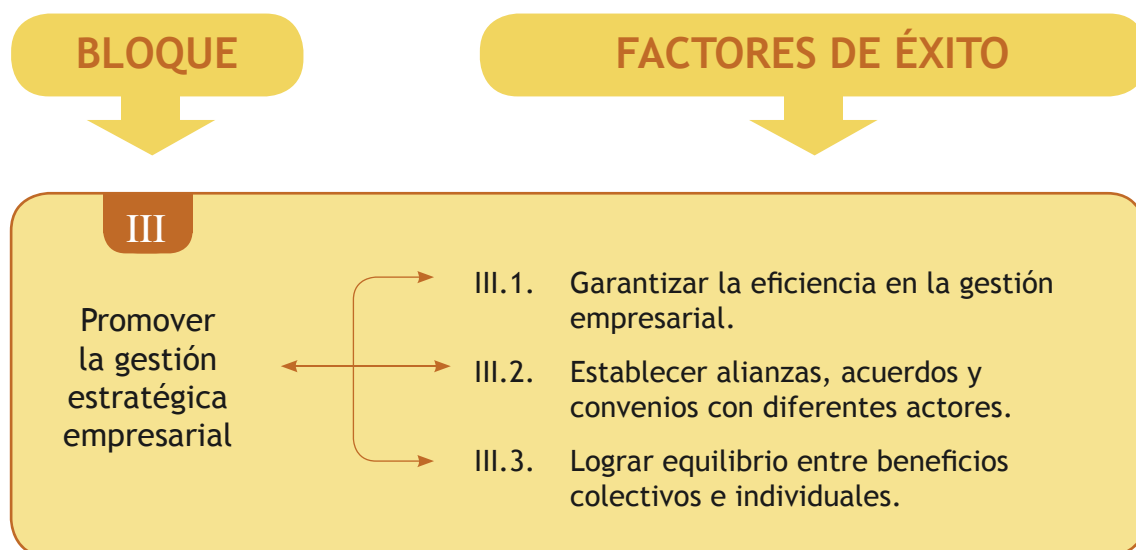 BLOQUE
FACTORES DE ÉXITO
III
Promover
la gestión
estratégica
empresarial
III.1. Garantizar la eficiencia en la gestión
empresarial.
III.2. Establecer alianzas, acuerdos y
convenios con diferentes actores.
III.3. Lograr equilibrio entre beneficios
colectivos e individuales.